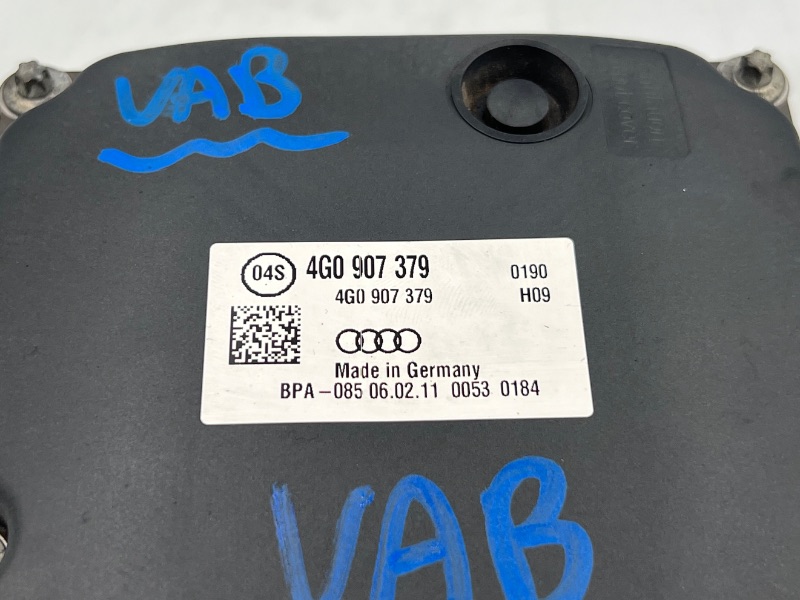 VAB
04S 4G0 907 379 0190
4G0 907 379 H09
Made in Germany
BPA-085 06.02.11 0053 0184
VAB